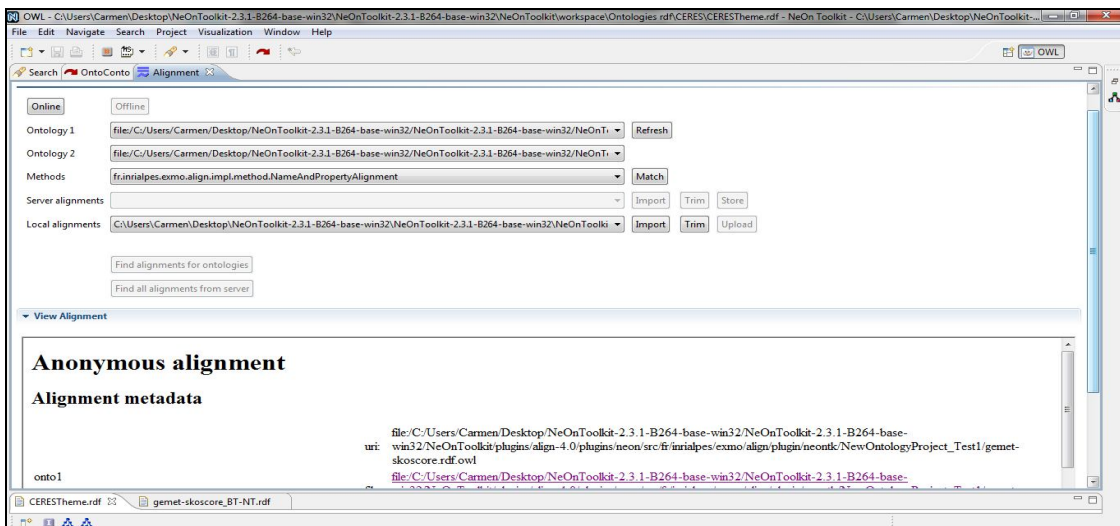 OWL - C:\Users\Carmen\Desktop\NeOnToolkit-2.3.1-B264-base-win32\NeOnToolkit-2.3.1-B264-base-win32\NeOnToolkit\workspace\Ontologies rdf\CERES\CERESTheme.rdf - NeOn Toolkit - C:\Users\Carmen\Desktop\NeOnToolkit-...
File Edit Navigate Search Project Visualization Window Help
OWL
Search OntoConto Alignment
Online Offline
Ontology 1 file:/C:/Users/Carmen/Desktop/NeOnToolkit-2.3.1-B264-base-win32/NeOnToolkit-2.3.1-B264-base-win32/NeOnT Refresh
Ontology 2 file:/C:/Users/Carmen/Desktop/NeOnToolkit-2.3.1-B264-base-win32/NeOnToolkit-2.3.1-B264-base-win32/NeOnT
Methods fr.inrialpes.exmo.align.impl.method.NameAndPropertyAlignment Match
Server alignments Import Trim Store
Local alignments C:\Users\Carmen\Desktop\NeOnToolkit-2.3.1-B264-base-win32\NeOnToolkit-2.3.1-B264-base-win32\NeOnToolki Import Trim Upload
Find alignments for ontologies
Find all alignments from server
View Alignment
Anonymous alignment
Alignment metadata
file:/C:/Users/Carmen/Desktop/NeOnToolkit-2.3.1-B264-base-win32/NeOnToolkit-2.3.1-B264-base-
uri: win32/NeOnToolkit/plugins/align-4.0/plugins/neon/src/fr/inrialpes/exmo/align/plugin/neontk/NewOntologyProject_Test1/gemet-
skoscore.rdf.owl
onto1 file:/C:/Users/Carmen/Desktop/NeOnToolkit-2.3.1-B264-base-win32/NeOnToolkit-2.3.1-B264-base-
CERESTheme.rdf gemet-skoscore_BT-NT.rdf